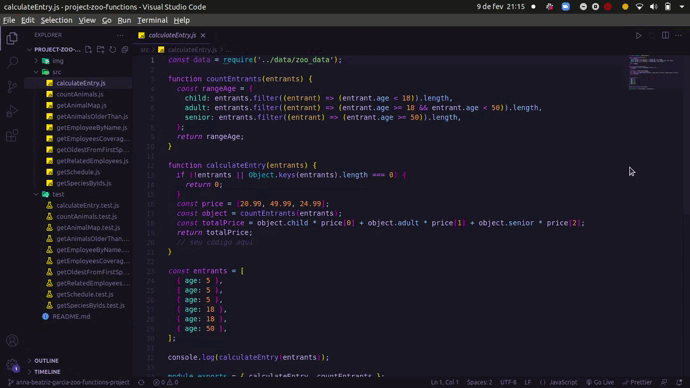 calculateEntry.js - project-zoo-functions - Visual Studio Code
9 de fev 21:15
File Edit Selection View Go Run Terminal Help
EXPLORER
PROJECT-ZOO-...
img
src
calculateEntry.js
countAnimals.js
getAnimalMap.js
getAnimalsOlderThan.js
getEmployeeByName.js
getEmployeesCoverag...
getOldestFromFirstSp...
getRelatedEmployees.js
getSchedule.js
getSpeciesByIds.js
test
calculateEntry.test.js
countAnimals.test.js
getAnimalMap.test.js
getAnimalsOlderThan...
getEmployeeByName....
getEmployeesCoverag...
getOldestFromFirstSp...
getRelatedEmployees....
getSchedule.test.js
getSpeciesByIds.test.js
README.md
OUTLINE
TIMELINE
calculateEntry.js
src > calculateEntry.js > ...
1 const data = require('../data/zoo_data');
2
3 function countEntrants(entrants) {
4 const rangeAge = {
5 child: entrants.filter((entrant) => (entrant.age < 18)).length,
6 adult: entrants.filter((entrant) => (entrant.age >= 18 && entrant.age < 50)).length,
7 senior: entrants.filter((entrant) => (entrant.age >= 50)).length,
8 };
9 return rangeAge;
10 }
11
12 function calculateEntry(entrants) {
13 if (!entrants || Object.keys(entrants).length === 0) {
14 return 0;
15 }
16 const price = [20.99, 49.99, 24.99];
17 const object = countEntrants(entrants);
18 const totalPrice = object.child * price[0] + object.adult * price[1] + object.senior * price[2];
19 return totalPrice;
20 // seu código aqui
21 }
22
23 const entrants = [
24 { age: 5 },
25 { age: 5 },
26 { age: 5 },
27 { age: 18 },
28 { age: 18 },
29 { age: 50 },
30 ];
31
32 console.log(calculateEntry(entrants));
33
34 module.exports = { calculateEntry, countEntrants };
anna-beatriz-garcia-zoo-functions-project
0 0
Ln 1, Col 1 Spaces: 2 UTF-8 LF {} JavaScript Go Live Prettier